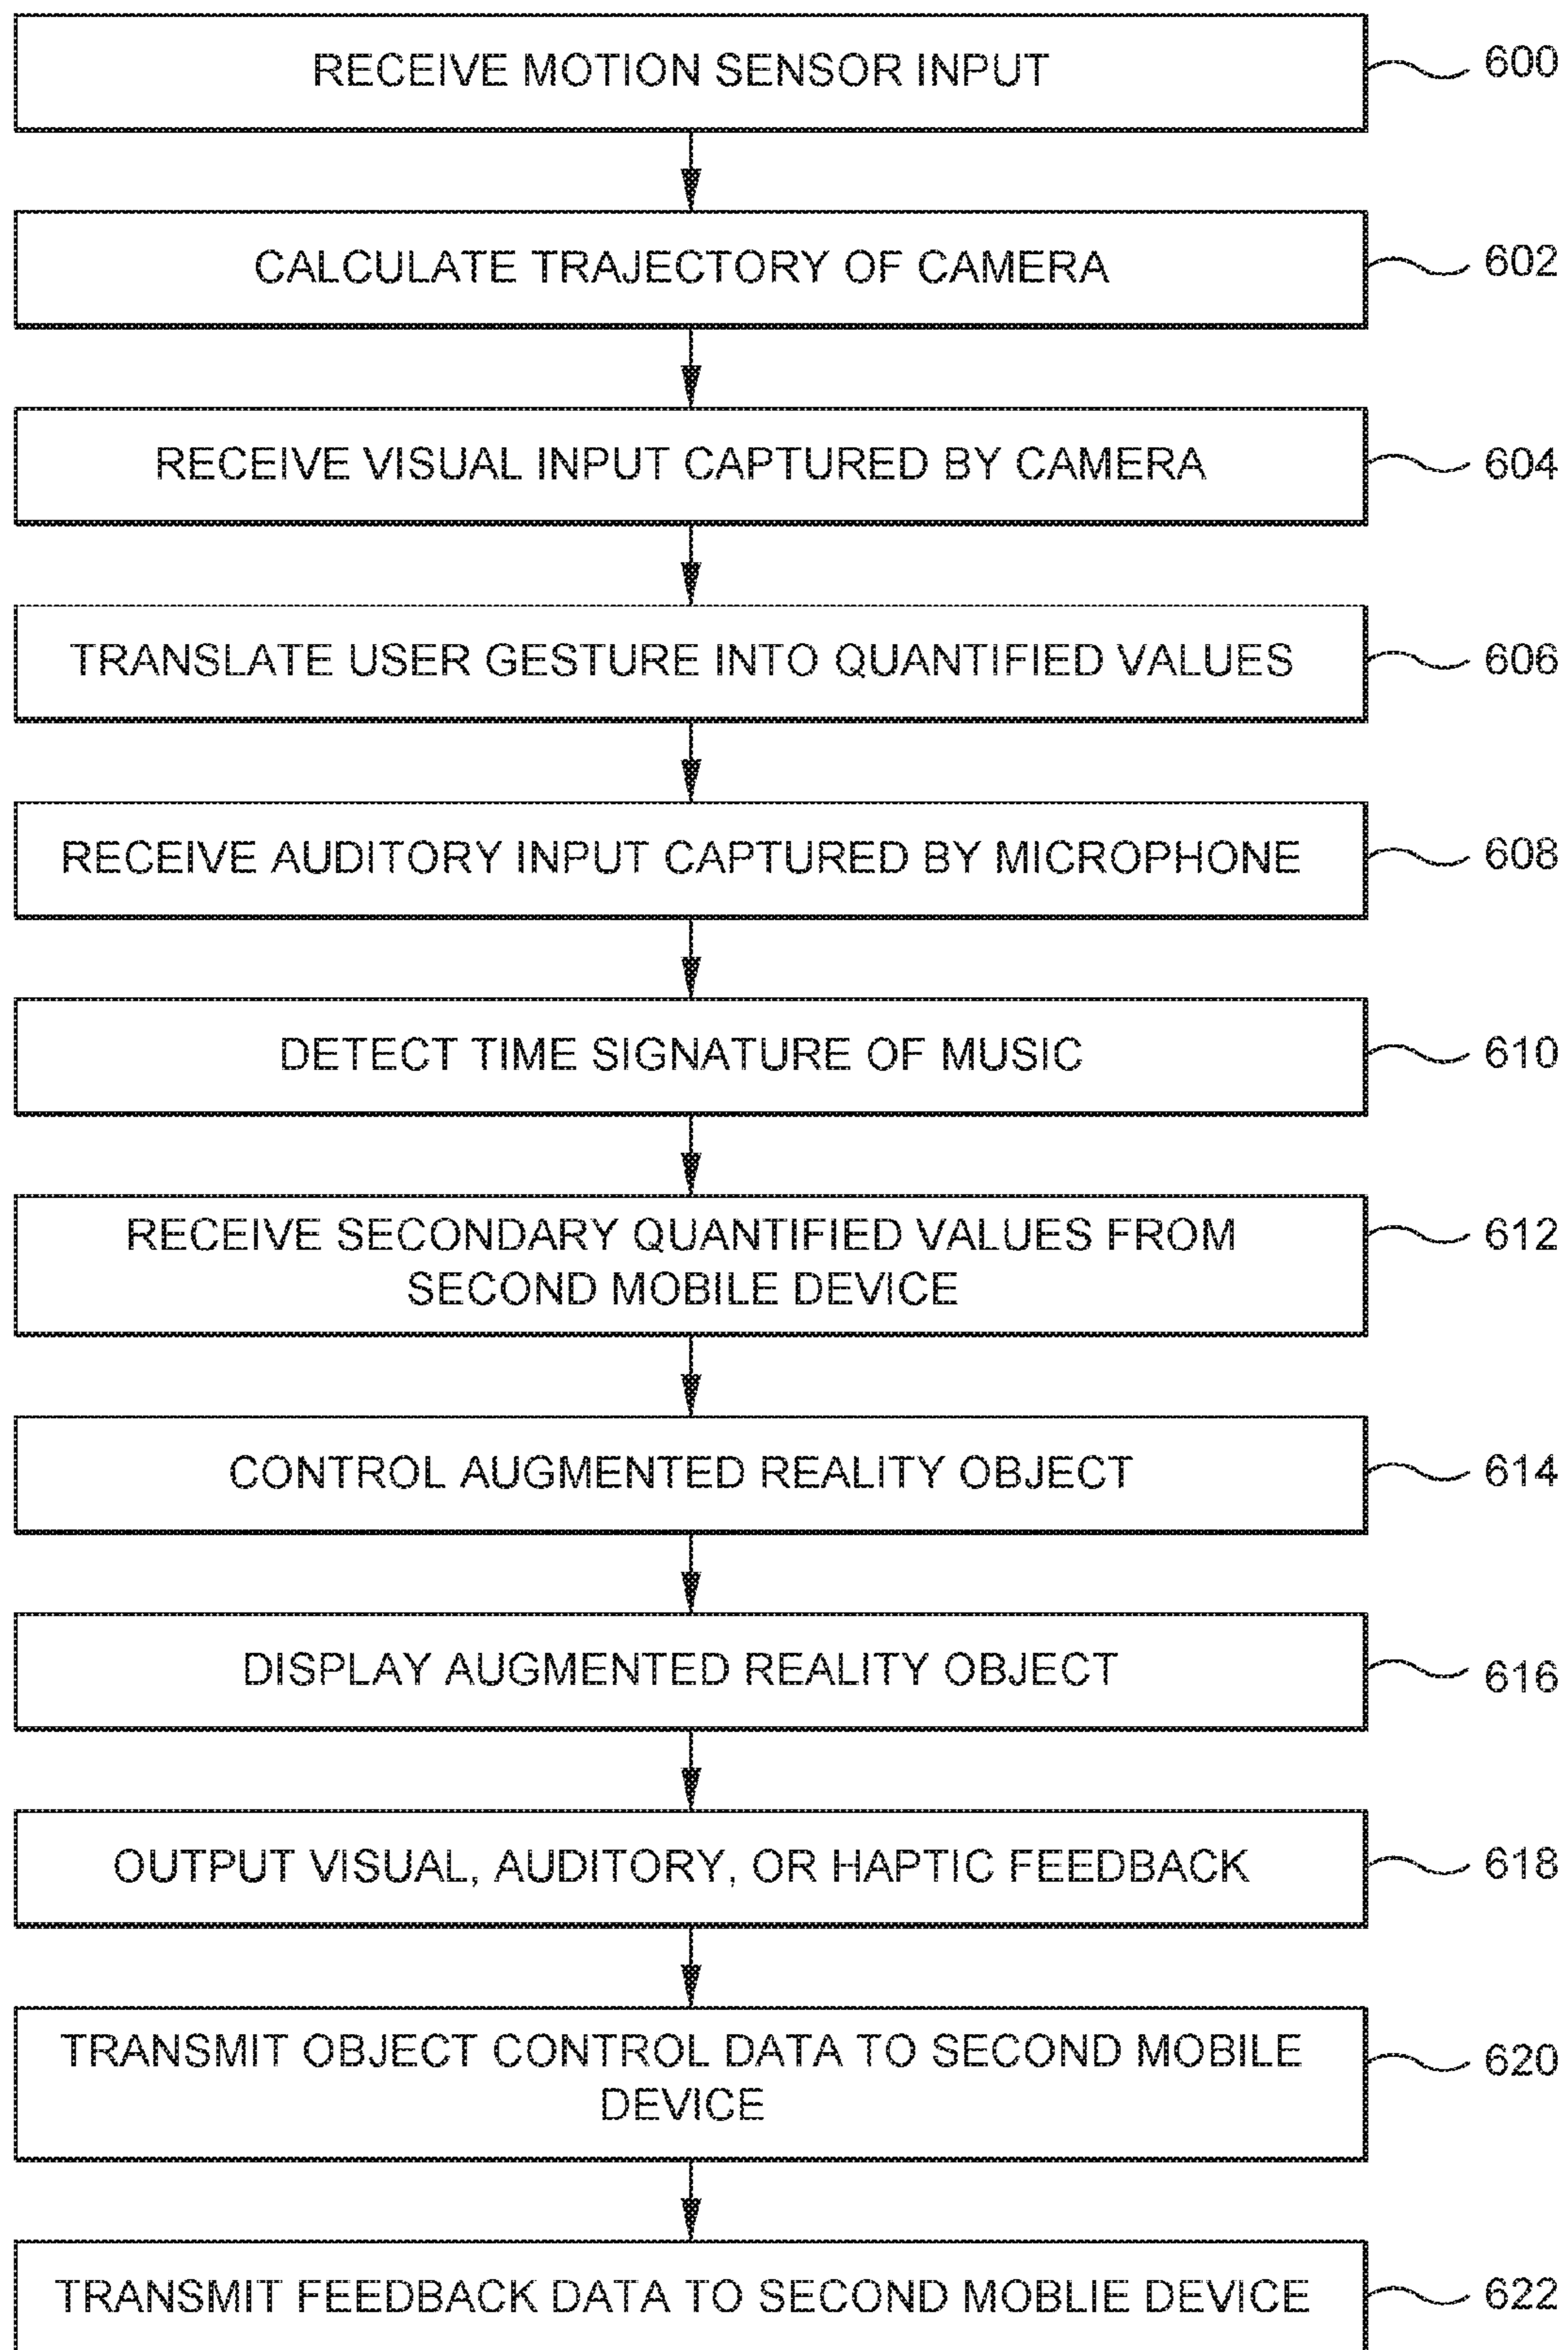 RECEIVE MOTION SENSOR INPUT 600
CALCULATE TRAJECTORY OF CAMERA 602
RECEIVE VISUAL INPUT CAPTURED BY CAMERA 604
TRANSLATE USER GESTURE INTO QUANTIFIED VALUES 606
RECEIVE AUDITORY INPUT CAPTURED BY MICROPHONE 608
DETECT TIME SIGNATURE OF MUSIC 610
RECEIVE SECONDARY QUANTIFIED VALUES FROM 612
SECOND MOBILE DEVICE
CONTROL AUGMENTED REALITY OBJECT 614
DISPLAY AUGMENTED REALITY OBJECT 616
OUTPUT VISUAL, AUDITORY, OR HAPTIC FEEDBACK 618
TRANSMIT OBJECT CONTROL DATA TO SECOND MOBILE 620
DEVICE
TRANSMIT FEEDBACK DATA TO SECOND MOBLIE DEVICE 622